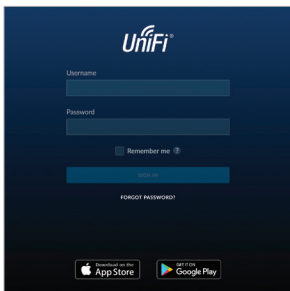 UniFi®
Username
Password
Remember me ?
SIGN IN
FORGOT PASSWORD?
Download on the
App Store
GET IT ON
Google Play